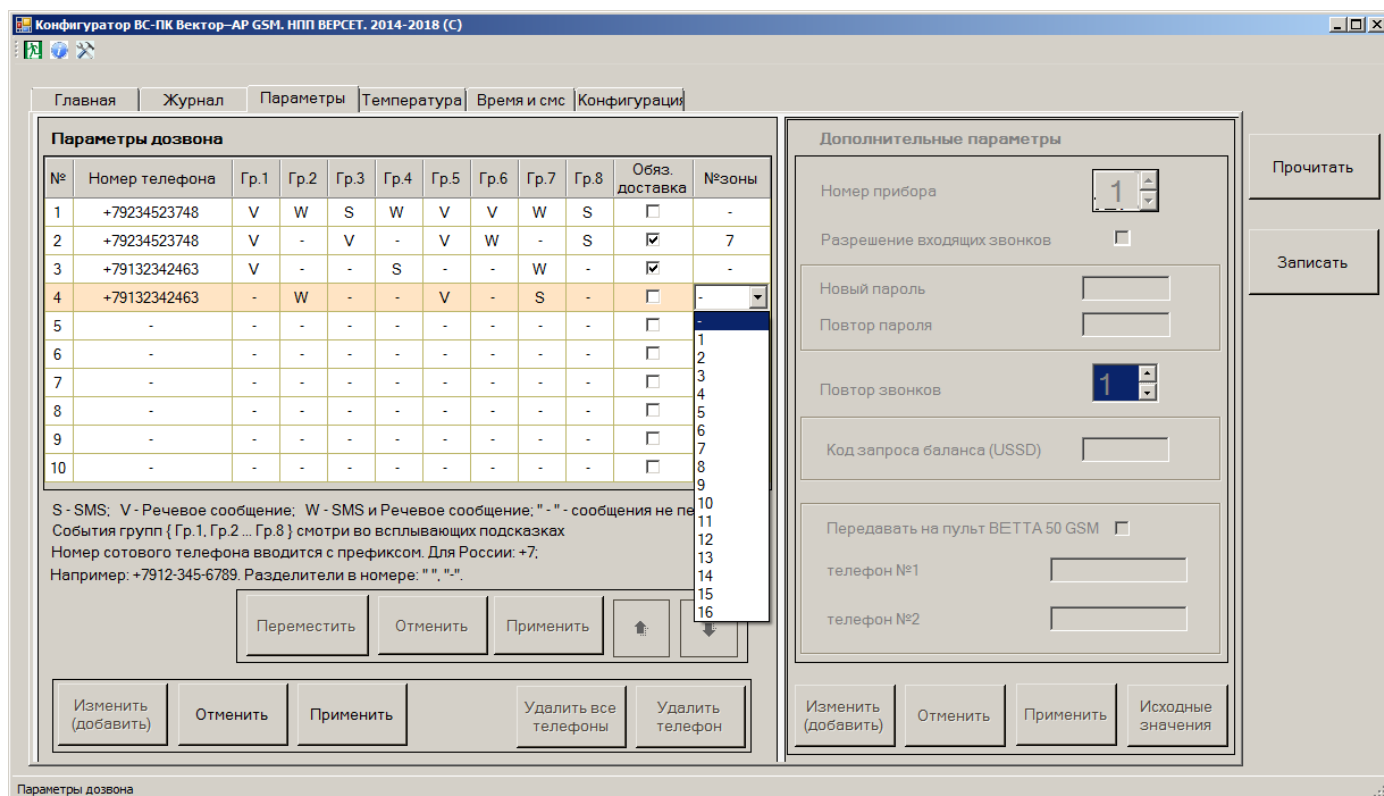 Конфигуратор ВС-ПК Вектор–АР GSM. НПП ВЕРСЕТ. 2014-2018 (С)
Главная Журнал Параметры Температура Время и смс Конфигурация
Параметры дозвона
№ Номер телефона Гр.1 Гр.2 Гр.3 Гр.4 Гр.5 Гр.6 Гр.7 Гр.8 Обяз. доставка №зоны
1 +79234523748 V W S W V V W S -
2 +79234523748 V - V - V W - S 7
3 +79132342463 V - - S - - W - -
4 +79132342463 - W - - V - S - -
5 - - - - - - - - -
6 - - - - - - - - -
7 - - - - - - - - -
8 - - - - - - - - -
9 - - - - - - - - -
10 - - - - - - - - -
-
1
2
3
4
5
6
7
8
9
10
11
12
13
14
15
16
S - SMS; V - Речевое сообщение; W - SMS и Речевое сообщение; " - " - сообщения не пе
События групп { Гр.1, Гр.2 ... Гр.8 } смотри во всплывающих подсказках
Номер сотового телефона вводится с префиксом. Для России: +7;
Например: +7912-345-6789. Разделители в номере: " ", "-".
Переместить Отменить Применить
Изменить (добавить) Отменить Применить Удалить все телефоны Удалить телефон
Дополнительные параметры
Номер прибора 1
Разрешение входящих звонков
Новый пароль
Повтор пароля
Повтор звонков 1
Код запроса баланса (USSD)
Передавать на пульт BETTA 50 GSM
телефон №1
телефон №2
Изменить (добавить) Отменить Применить Исходные значения
Прочитать
Записать
Параметры дозвона